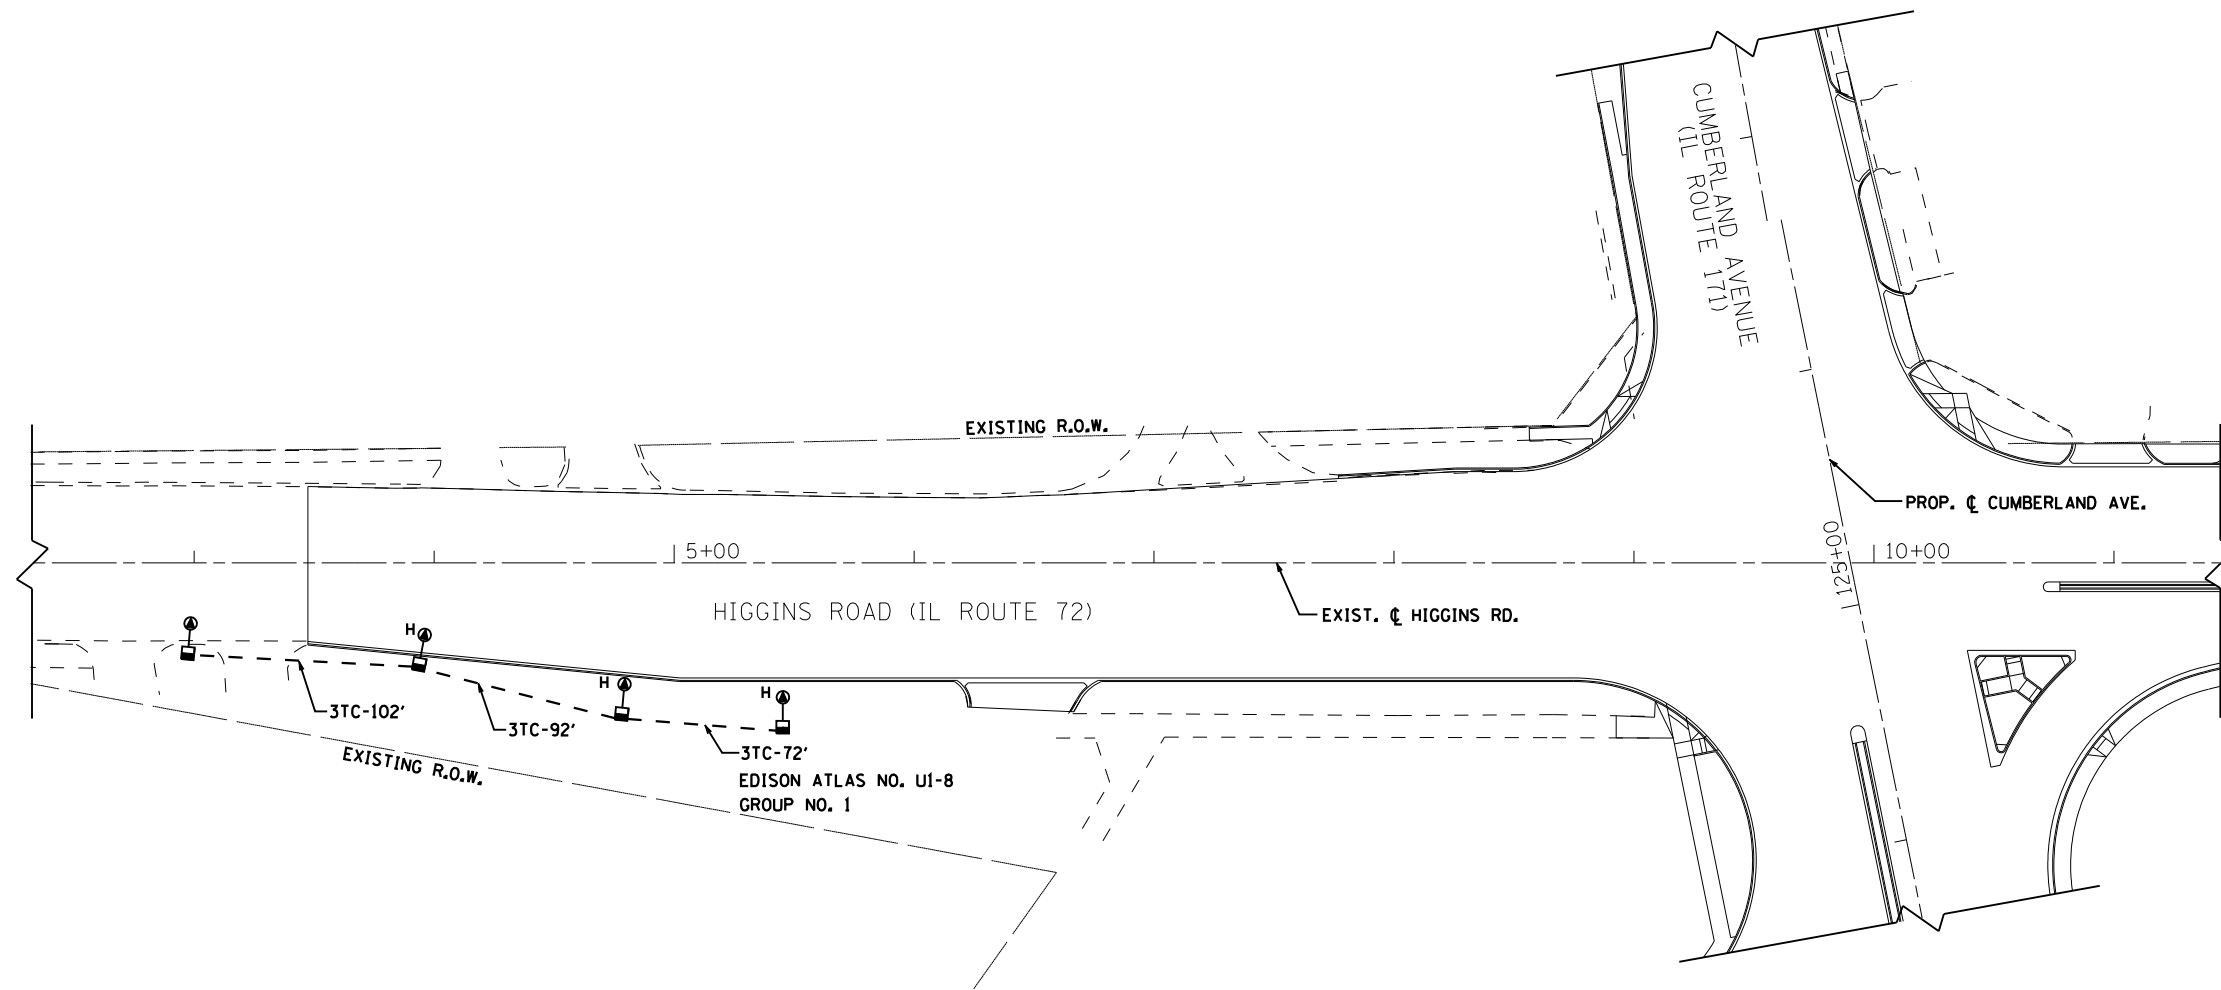 CUMBERLAND AVENUE
(IL ROUTE 171)
EXISTING R.O.W.
PROP. ℄ CUMBERLAND AVE.
125+00
5+00
10+00
HIGGINS ROAD (IL ROUTE 72)
EXIST. ℄ HIGGINS RD.
H
H
H
3TC-102'
3TC-92'
3TC-72'
EXISTING R.O.W.
EDISON ATLAS NO. U1-8
GROUP NO. 1